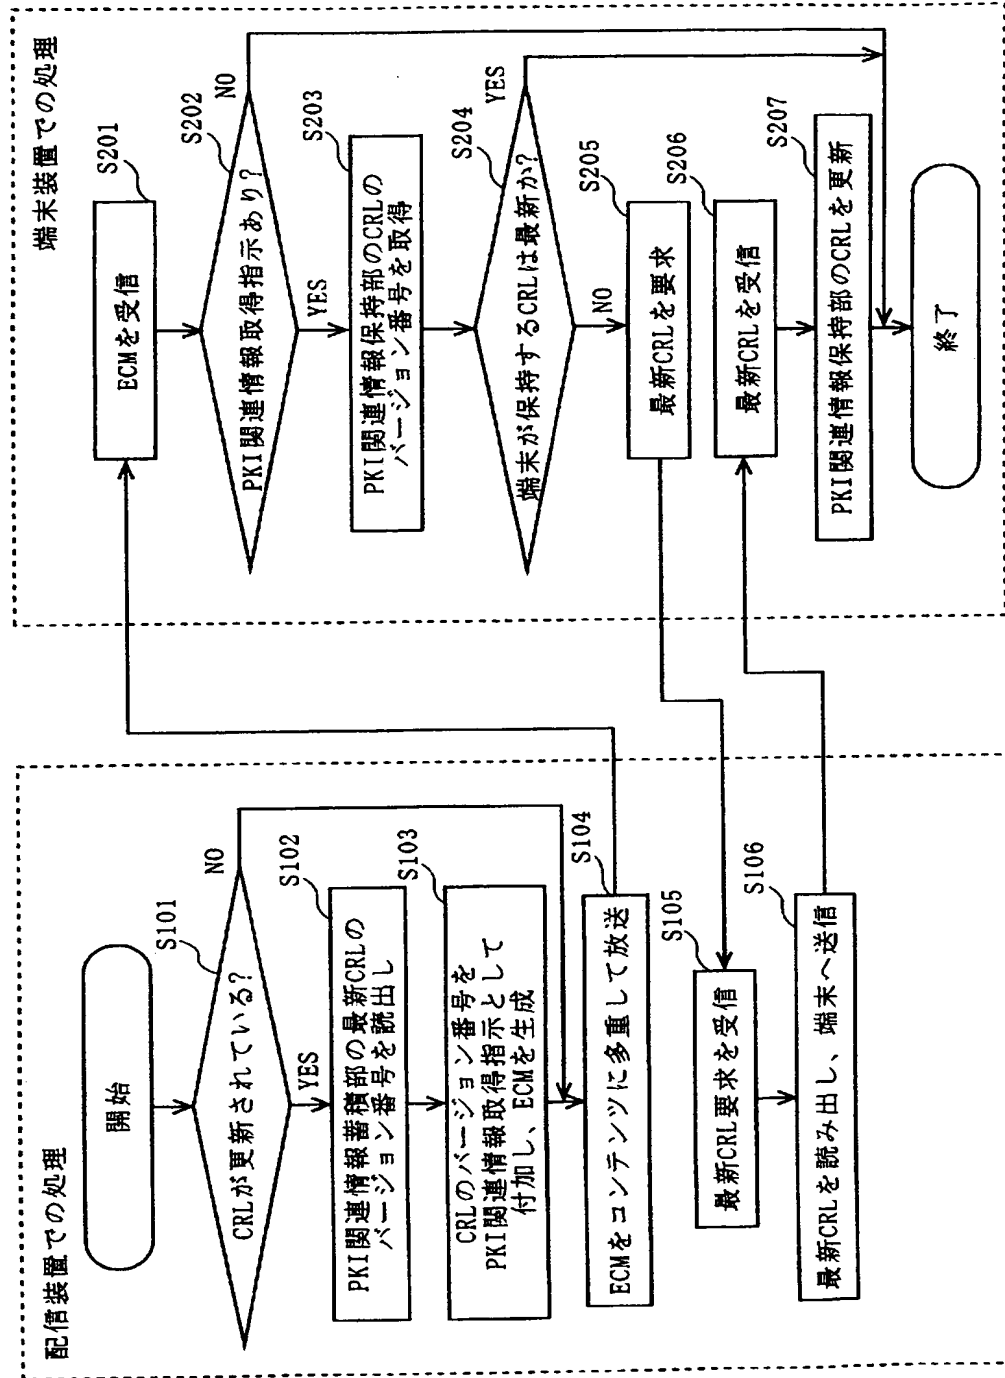 配信装置での処理
開始
S101
CRLが更新されている?
NO
YES
S102
PKI関連情報蓄積部の最新CRLの
バージョン番号を読出し
S103
CRLのバージョン番号を
PKI関連情報取得指示として
付加し、ECMを生成
S104
ECMをコンテンツに多重して放送
S105
最新CRL要求を受信
S106
最新CRLを読み出し、端末へ送信
端末装置での処理
S201
ECMを受信
S202
PKI関連情報取得指示あり?
NO
YES
S203
PKI関連情報保持部のCRLの
バージョン番号を取得
S204
端末が保持するCRLは最新か?
YES
NO
S205
最新CRLを要求
S206
最新CRLを受信
S207
PKI関連情報保持部のCRLを更新
終了